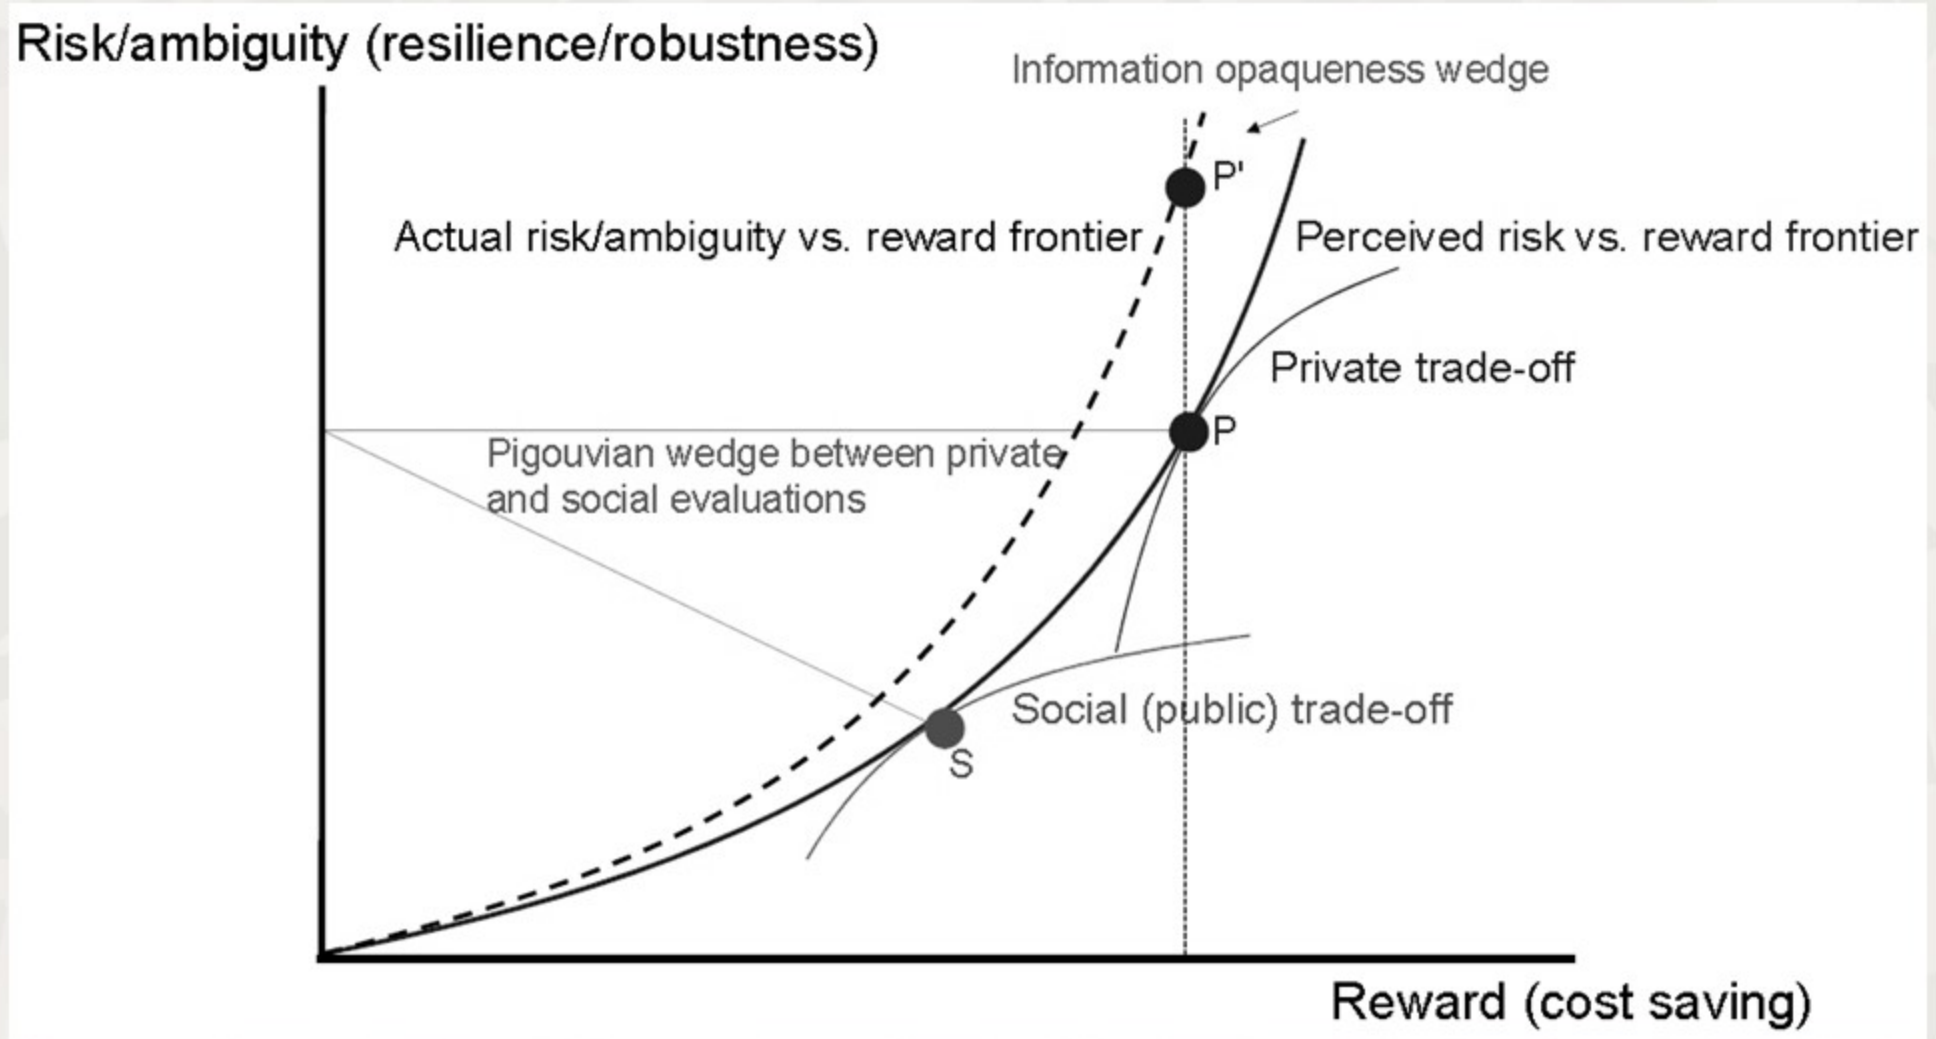 Risk/ambiguity (resilience/robustness)
Information opaqueness wedge
P'
Actual risk/ambiguity vs. reward frontier
Perceived risk vs. reward frontier
Private trade-off
P
Pigouvian wedge between private
and social evaluations
Social (public) trade-off
S
Reward (cost saving)